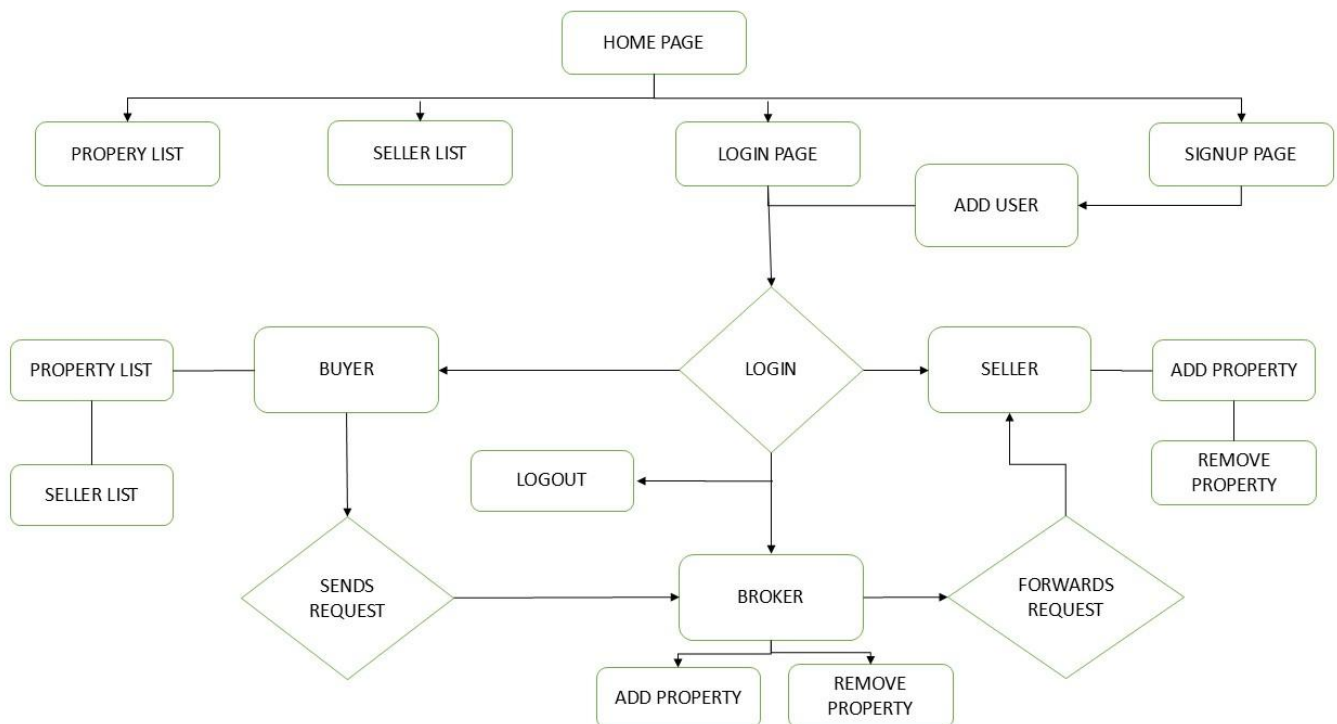 HOME PAGE
PROPERY LIST
SELLER LIST
LOGIN PAGE
SIGNUP PAGE
ADD USER
PROPERTY LIST
BUYER
LOGIN
SELLER
ADD PROPERTY
SELLER LIST
LOGOUT
REMOVE
PROPERTY
SENDS
REQUEST
BROKER
FORWARDS
REQUEST
ADD PROPERTY
REMOVE
PROPERTY